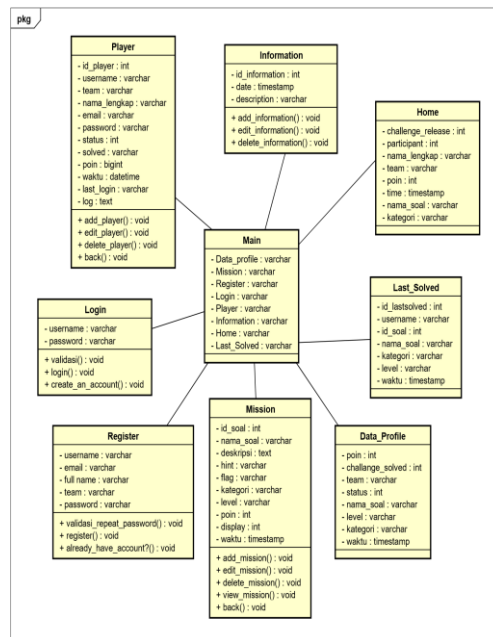 pkg
Player
- id_player : int
- username : varchar
- team : varchar
- nama_lengkap : varchar
- email : varchar
- password : varchar
- status : int
- solved : varchar
- poin : bigint
- waktu : datetime
- last_login : varchar
- log : text
+ add_player() : void
+ edit_player() : void
+ delete_player() : void
+ back() : void
Information
- id_information : int
- date : timestamp
- description : varchar
+ add_information() : void
+ edit_information() : void
+ delete_information() : void
Home
- challenge_release : int
- participant : int
- nama_lengkap : varchar
- team : varchar
- poin : int
- time : timestamp
- nama_soal : varchar
- kategori : varchar
Main
- Data_profile : varchar
- Mission : varchar
- Register : varchar
- Login : varchar
- Player : varchar
- Information : varchar
- Home : varchar
- Last_Solved : varchar
Login
- username : varchar
- password : varchar
+ validasi() : void
+ login() : void
+ create_an_account() : void
Last_Solved
- id_lastsolved : int
- username : varchar
- id_soal : int
- nama_soal : varchar
- kategori : varchar
- level : varchar
- waktu : timestamp
Register
- username : varchar
- email : varchar
- full name : varchar
- team : varchar
- password : varchar
+ validasi_repeat_password() : void
+ register() : void
+ already_have_account?() : void
Mission
- id_soal : int
- nama_soal : varchar
- deskripsi : text
- hint : varchar
- flag : varchar
- kategori : varchar
- level : varchar
- poin : int
- display : int
- waktu : timestamp
+ add_mission() : void
+ edit_mission() : void
+ delete_mission() : void
+ view_mission() : void
+ back() : void
Data_Profile
- poin : int
- challange_solved : int
- team : varchar
- status : int
- nama_soal : varchar
- level : varchar
- kategori : varchar
- waktu : timestamp